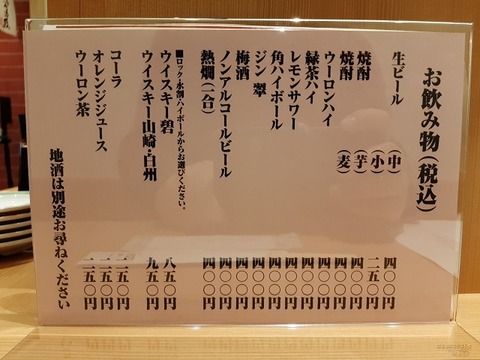 お飲み物(税込)
生ビール (中) 四〇〇円
(小) 二五〇円
焼酎 (芋) 四〇〇円
焼酎 (麦) 四〇〇円
ウーロンハイ 四〇〇円
緑茶ハイ 四〇〇円
レモンサワー 四〇〇円
角ハイボール 四〇〇円
ジン 翠 四〇〇円
梅酒 四〇〇円
ノンアルコールビール 四〇〇円
熱燗(一合) 四〇〇円
■ロック・水割・ハイボールからお選びください。
ウイスキー碧 八五〇円
ウイスキー山崎・白州 九五〇円
コーラ 二五〇円
オレンジジュース 二五〇円
ウーロン茶 二五〇円
地酒は別途お尋ねください